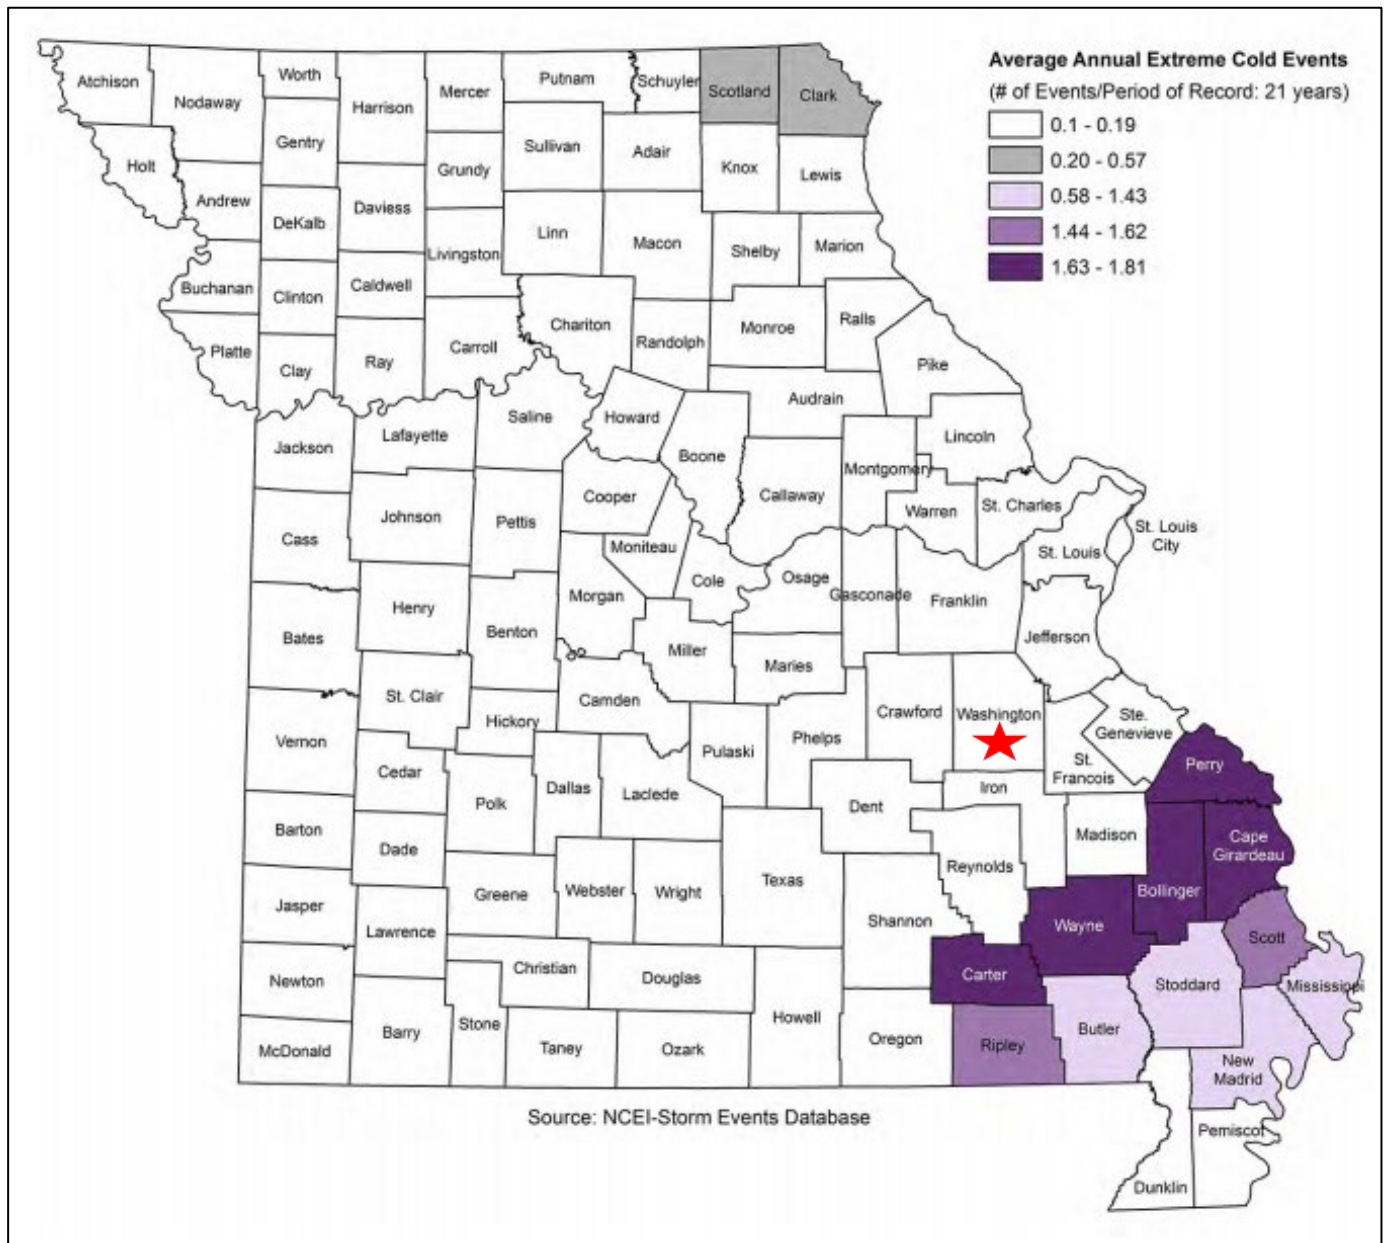 Average Annual Extreme Cold Events
(# of Events/Period of Record: 21 years)
0.1 - 0.19
0.20 - 0.57
0.58 - 1.43
1.44 - 1.62
1.63 - 1.81
Atchison
Nodaway
Worth
Harrison
Mercer
Putnam
Schuyler
Scotland
Clark
Holt
Gentry
Grundy
Sullivan
Adair
Knox
Lewis
Andrew
DeKalb
Daviess
Livingston
Linn
Macon
Shelby
Marion
Buchanan
Clinton
Caldwell
Chariton
Randolph
Monroe
Ralls
Platte
Clay
Ray
Carroll
Pike
Audrain
Saline
Howard
Jackson
Lafayette
Boone
Lincoln
Montgomery
Callaway
Cooper
Warren
St. Charles
St. Louis
City
Cass
Johnson
Pettis
Moniteau
St. Louis
Cole
Osage
Gasconade
Franklin
Morgan
Bates
Henry
Benton
Miller
Maries
Jefferson
St. Clair
Camden
Crawford
Washington
Ste.
Genevieve
Vernon
Hickory
Pulaski
Phelps
St.
Francois
Perry
Cedar
Polk
Dallas
Laclede
Dent
Iron
Barton
Dade
Madison
Cape
Girardeau
Jasper
Greene
Webster
Wright
Texas
Reynolds
Bollinger
Lawrence
Shannon
Wayne
Scott
Newton
Christian
Douglas
Carter
Stoddard
Mississippi
McDonald
Barry
Stone
Taney
Ozark
Howell
Oregon
Ripley
Butler
New
Madrid
Pemiscot
Dunklin
Source: NCEI-Storm Events Database